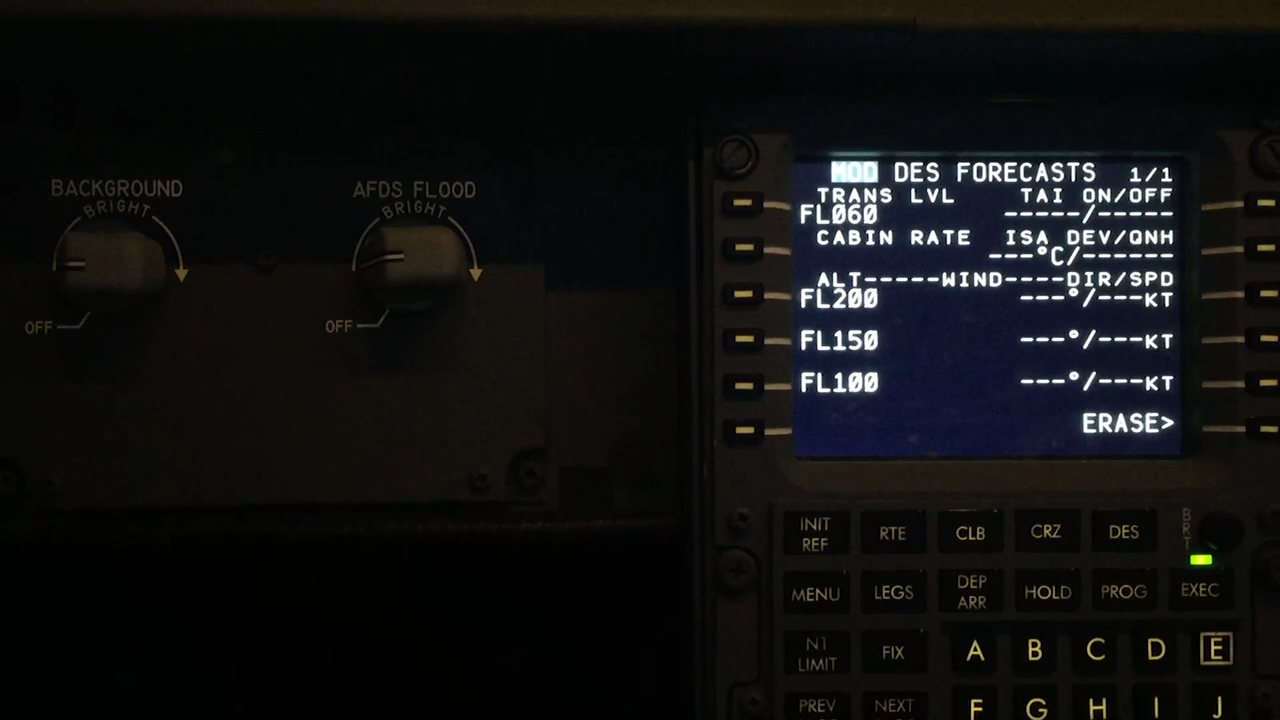 BACKGROUND
BRIGHT
OFF
AFDS FLOOD
BRIGHT
OFF
MOD DES FORECASTS 1/1
TRANS LVL TAI ON/OFF
FL060 -----/-----
CABIN RATE ISA DEV/QNH
---°C/------
ALT-----WIND----DIR/SPD
FL200 ---°/---KT
FL150 ---°/---KT
FL100 ---°/---KT
ERASE>
INIT REF
RTE
CLB
CRZ
DES
BRT
MENU
LEGS
DEP ARR
HOLD
PROG
EXEC
N1 LIMIT
FIX
A B C D E
PREV
NEXT
F G H I J